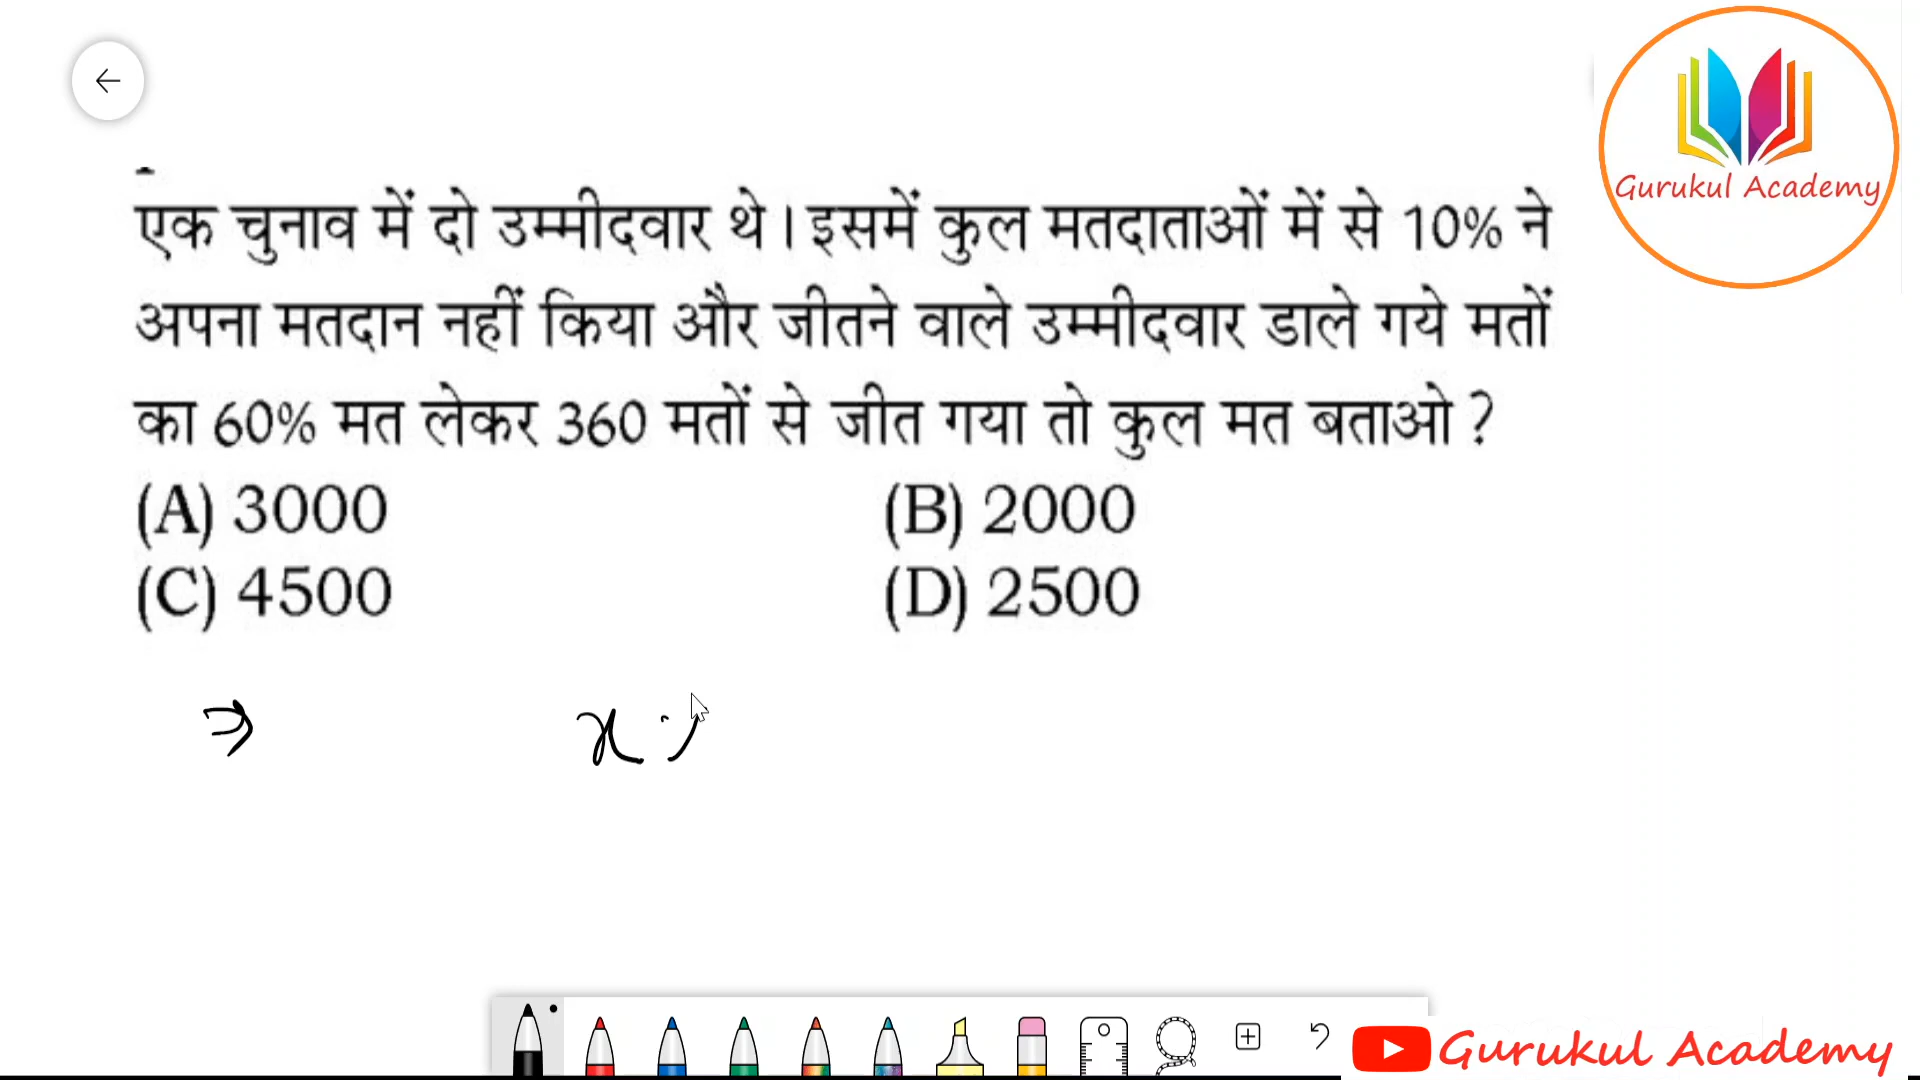 Gurukul Academy
एक चुनाव में दो उम्मीदवार थे। इसमें कुल मतदाताओं में से 10% ने
अपना मतदान नहीं किया और जीतने वाले उम्मीदवार डाले गये मतों
का 60% मत लेकर 360 मतों से जीत गया तो कुल मत बताओ ?
(A) 3000 (B) 2000
(C) 4500 (D) 2500
⇒ x
Gurukul Academy